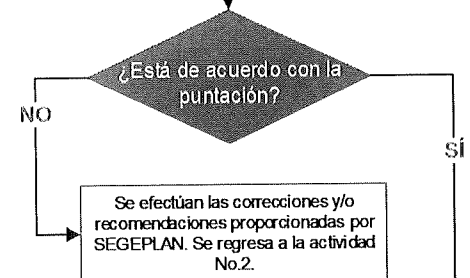 ¿Está de acuerdo con la
puntación?
NO
SÍ
Se efectúan las correcciones y/o
recomendaciones proporcionadas por
SEGEPLAN. Se regresa a la actividad
No.2.